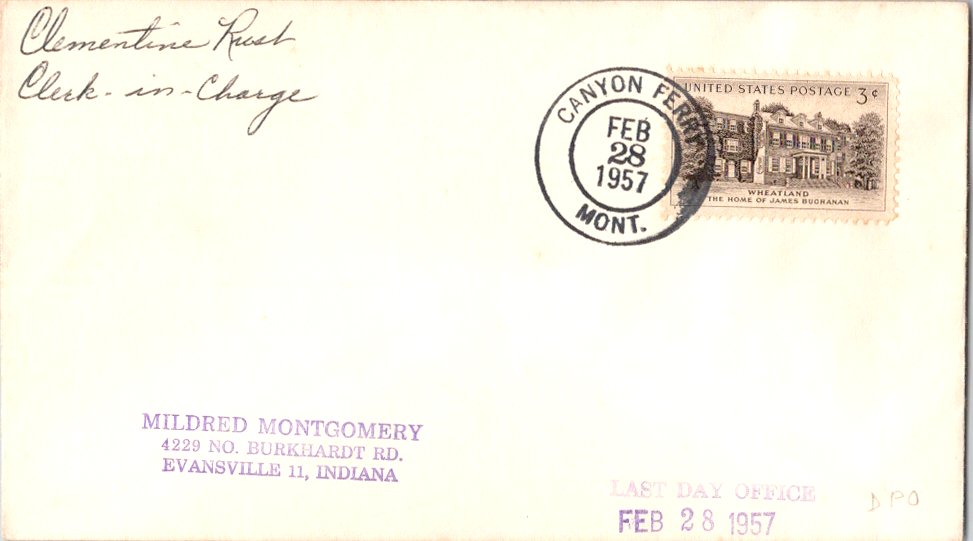 Clementine Rust
Clerk-in-Charge
CANYON FERRY
FEB
28
1957
MONT.
UNITED STATES POSTAGE 3¢
WHEATLAND
THE HOME OF JAMES BUCHANAN
MILDRED MONTGOMERY
4229 NO. BURKHARDT RD.
EVANSVILLE 11, INDIANA
LAST DAY OFFICE
FEB 28 1957
DPO